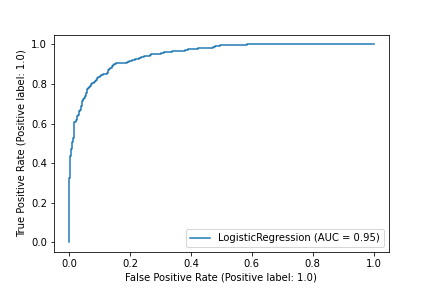 True Positive Rate (Positive label: 1.0)
1.0
0.8
0.6
0.4
0.2
0.0
LogisticRegression (AUC = 0.95)
0.0 0.2 0.4 0.6 0.8 1.0
False Positive Rate (Positive label: 1.0)